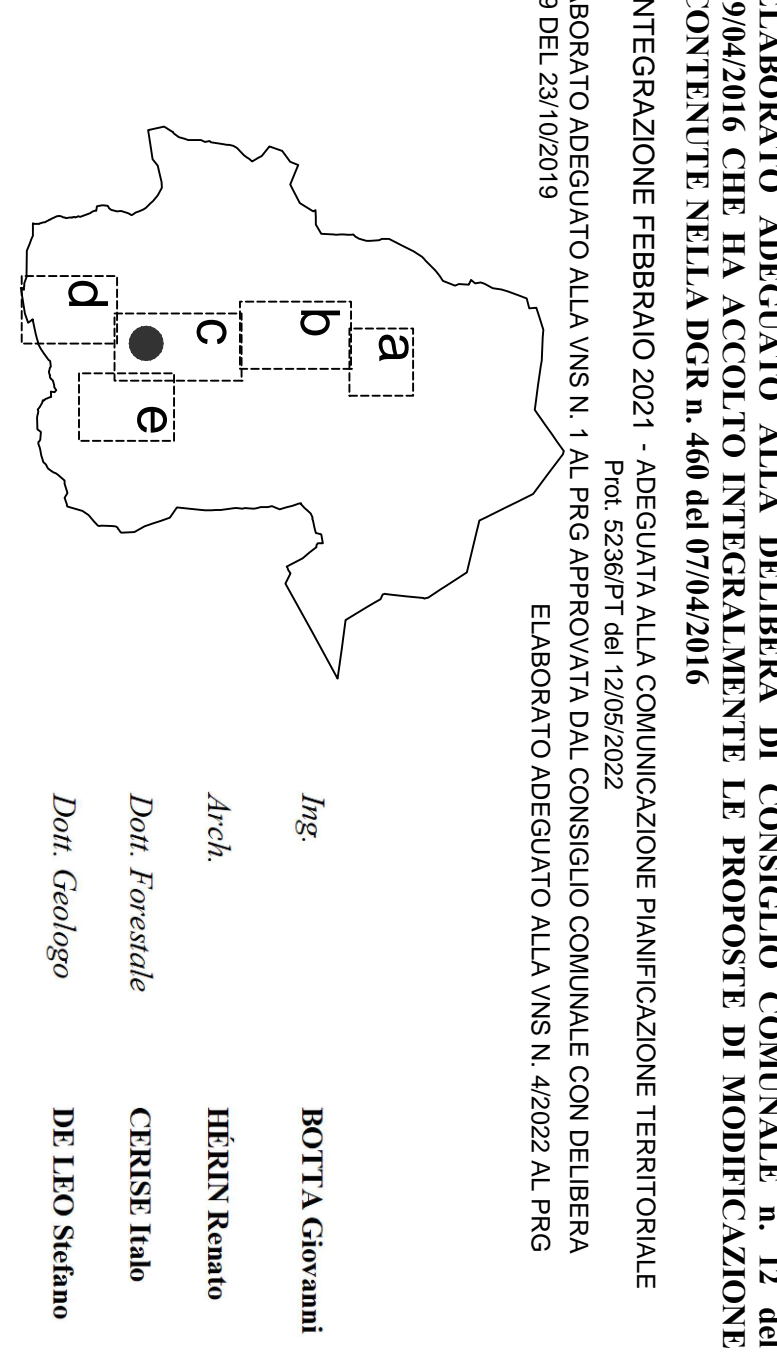 ELABORATO ADEGUATO ALLA DELIBERA DI CONSIGLIO COMUNALE n. 12 del
9/04/2016 CHE HA ACCOLTO INTEGRALMENTE LE PROPOSTE DI MODIFICAZIONE
CONTENUTE NELLA DGR n. 460 del 07/04/2016
INTEGRAZIONE FEBBRAIO 2021 - ADEGUATA ALLA COMUNICAZIONE PIANIFICAZIONE TERRITORIALE
Prot. 5236/PT del 12/05/2022
ABORATO ADEGUATO ALLA VNS N. 1 AL PRG APPROVATA DAL CONSIGLIO COMUNALE CON DELIBERA
9 DEL 23/10/2019
ELABORATO ADEGUATO ALLA VNS N. 4/2022 AL PRG
a
b
c
d
e
Ing. BOTTA Giovanni
Arch. HÉRIN Renato
Dott. Forestale CERISE Italo
Dott. Geologo DE LEO Stefano